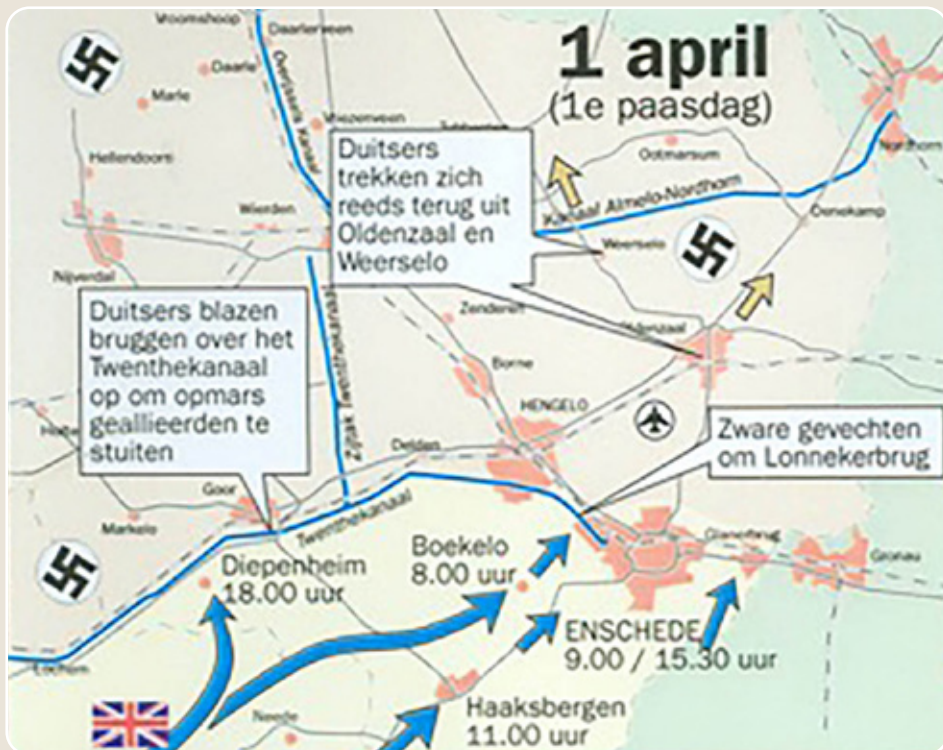 1 april
(1e paasdag)
Vroomshoop
Daarlerveen
Daarle
Marle
Overijssels Kanaal
Vriezenveen
Hellendoorn
Wierden
Nijverdal
Duitsers
trekken zich
reeds terug uit
Oldenzaal en
Weerselo
Ootmarsum
Nordhorn
Kanaal Almelo-Nordhorn
Denekamp
Weerselo
Duitsers blazen
bruggen over het
Twenthekanaal
op om opmars
geallieerden te
stuiten
Zijtak Twenthekanaal
Zenderen
Borne
HENGELO
Delden
Zware gevechten
om Lonnekerbrug
Goor
Markelo
Twenthekanaal
Glanerbrug
Gronau
Diepenheim
18.00 uur
Boekelo
8.00 uur
ENSCHEDE
9.00 / 15.30 uur
Lochem
Haaksbergen
11.00 uur
Neede